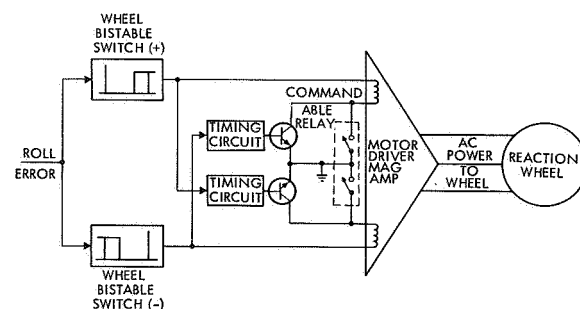 WHEEL
BISTABLE
SWITCH (+)
ROLL
ERROR
TIMING
CIRCUIT
TIMING
CIRCUIT
COMMAND
ABLE
RELAY
MOTOR
DRIVER
MAG
AMP
AC
POWER
TO
WHEEL
REACTION
WHEEL
WHEEL
BISTABLE
SWITCH (-)